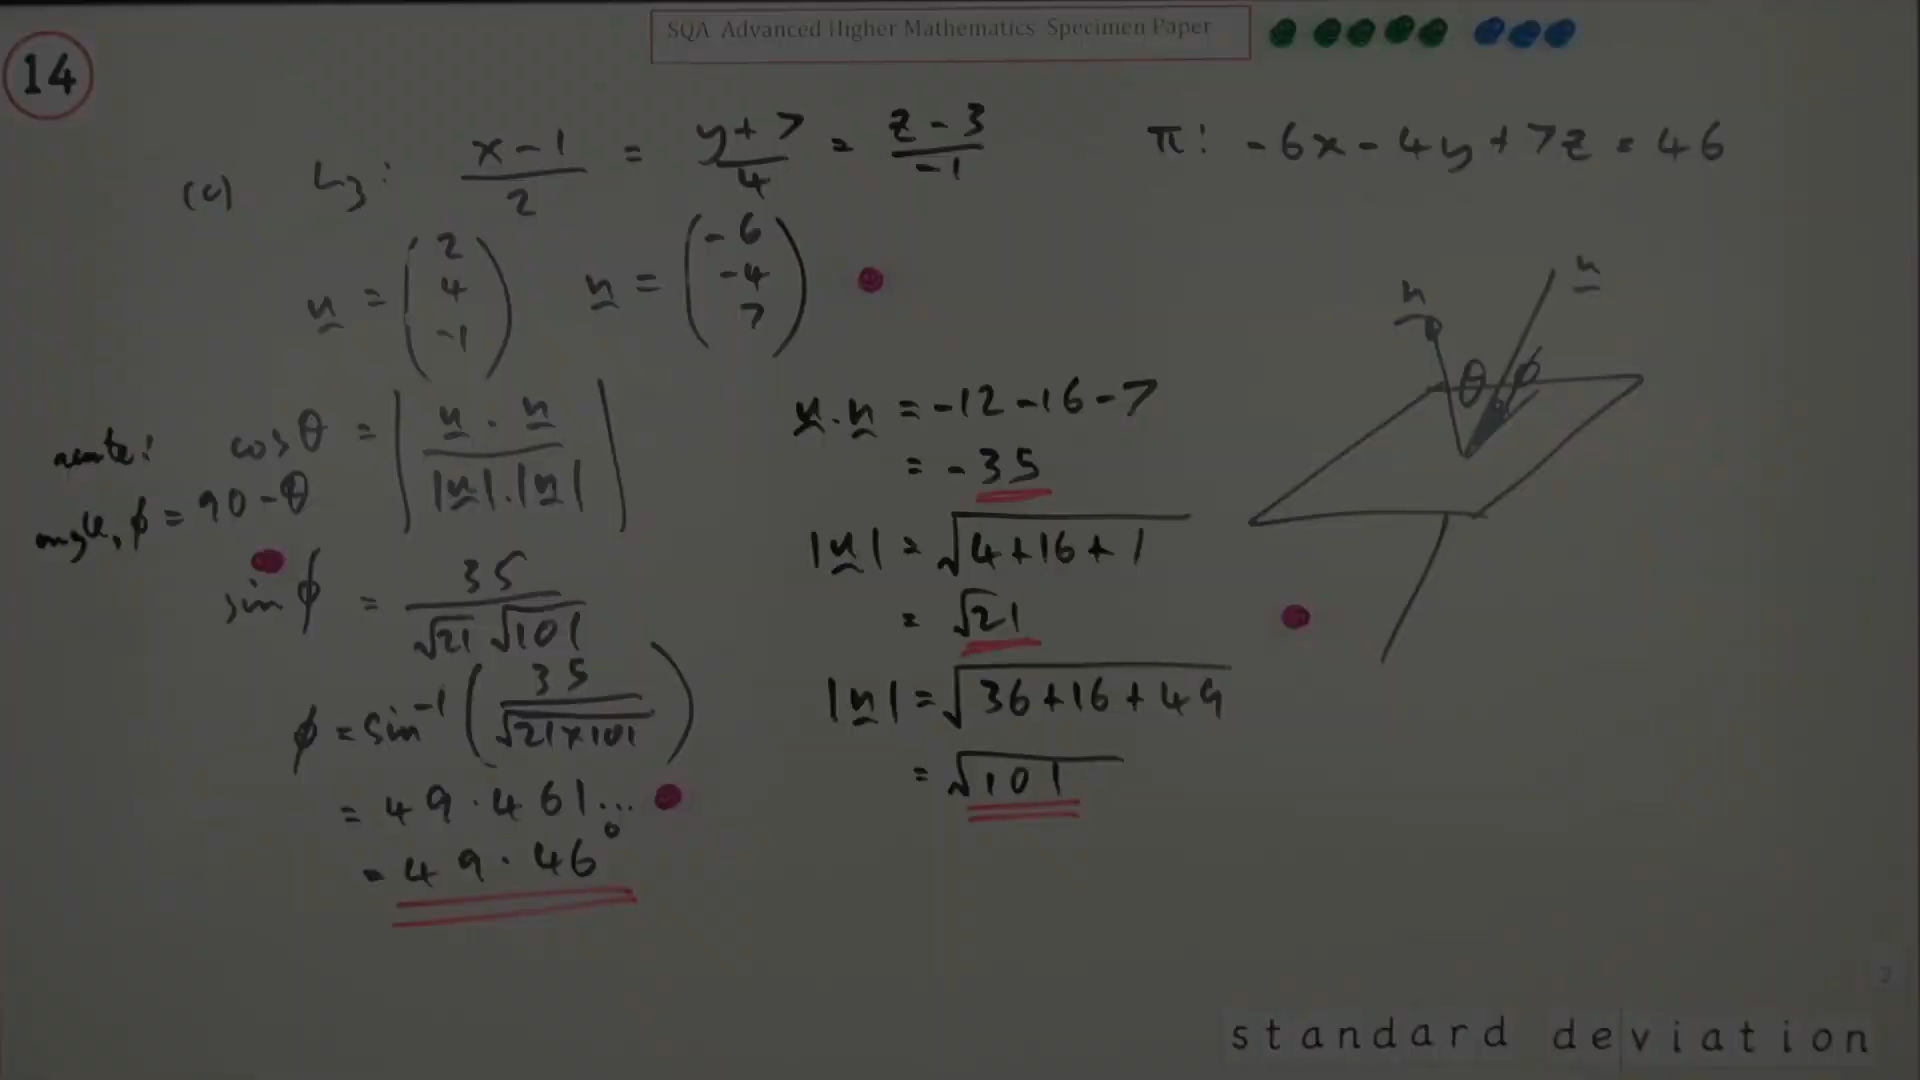 SQA Advanced Higher Mathematics Specimen Paper
14
(c) L3: x-1/2 = y+7/4 = z-3/-1
π: -6x-4y+7z=46
u = (2 4 -1) n = (-6 -4 7)
n u
θ φ
acute: cosθ = |u.n/|u|.|n||
angle, φ = 90-θ
sin φ = 35/√21 √101
φ = sin⁻¹(35/√21×101)
= 49.461...
= 49.46°
u.n = -12-16-7
= -35
|u| = √4+16+1
= √21
|n| = √36+16+49
= √101
2
standard deviation